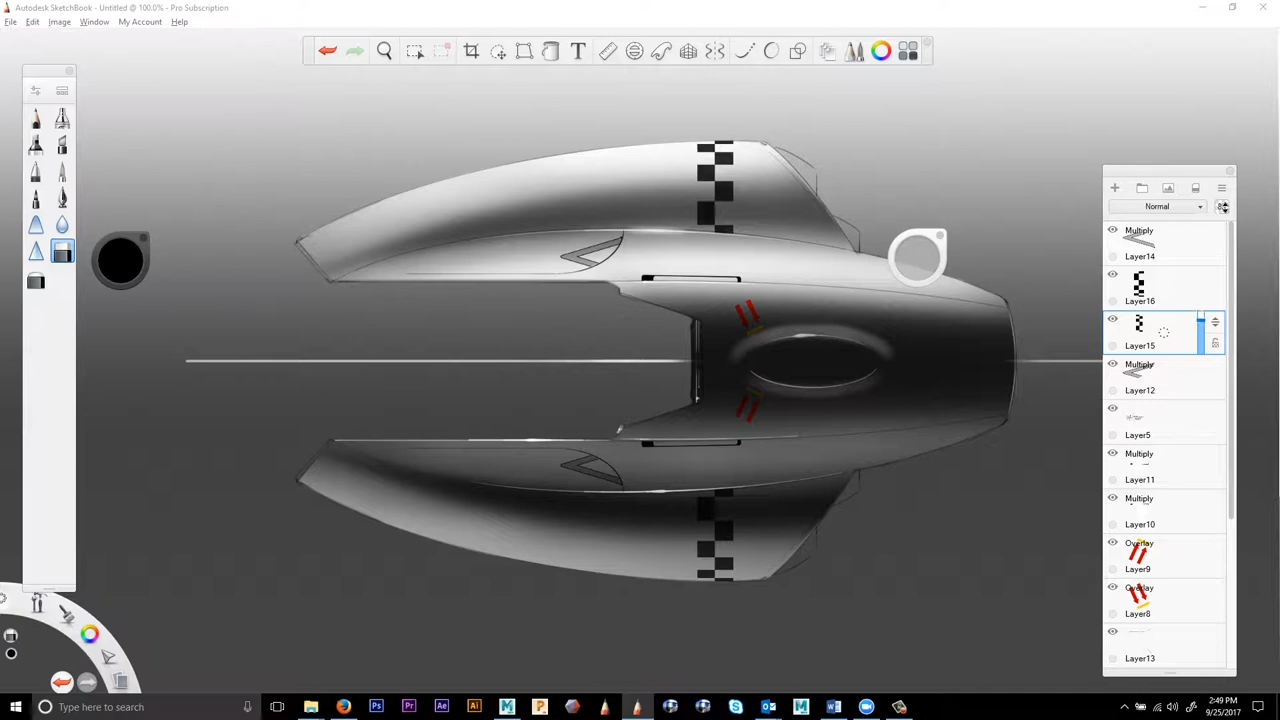 Autodesk SketchBook - Untitled @ 100.0% - Pro Subscription
File Edit Image Window My Account Help
Normal
Multiply
Layer14
Layer16
Layer15
Multiply
Layer12
Layer5
Multiply
Layer11
Multiply
Layer10
Overlay
Layer9
Overlay
Layer8
Layer13
Type here to search
2:49 PM
9/25/2017